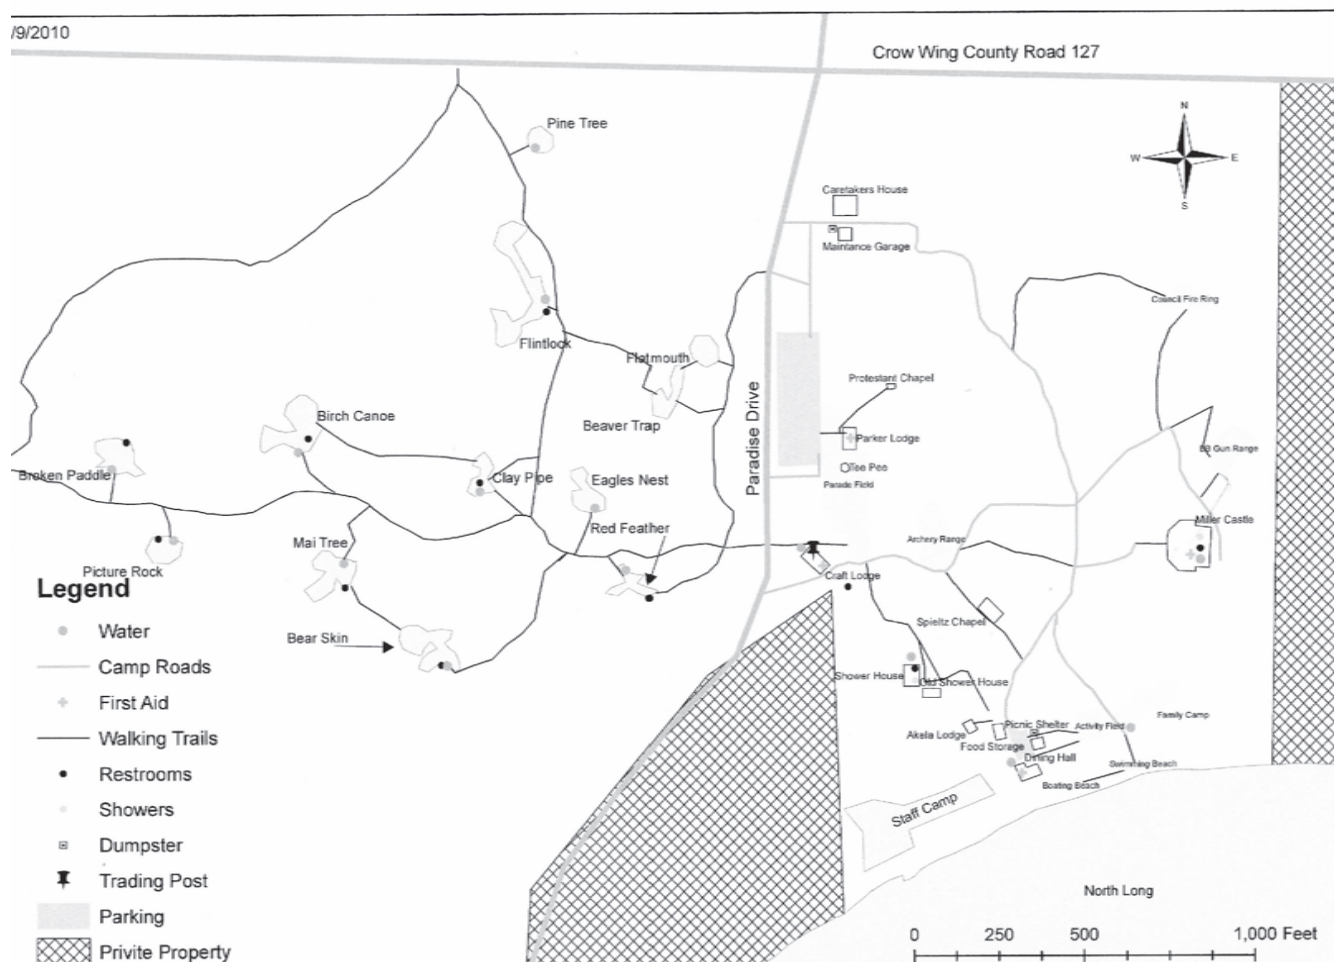 /9/2010
Crow Wing County Road 127
Pine Tree
N
W
E
S
Caretakers House
Maintance Garage
Council Fire Ring
Flintlock
Flatmouth
Protestant Chapel
Paradise Drive
Birch Canoe
Beaver Trap
Parker Lodge
BB Gun Range
Broken Paddle
Clay Pipe
Eagles Nest
Tee Pee
Parade Field
Miller Castle
Red Feather
Mai Tree
Archery Range
Picture Rock
Craft Lodge
Bear Skin
Spieltz Chapel
Shower House
Old Shower House
Family Camp
Akela Lodge
Picnic Shelter
Activity Field
Food Storage
Dining Hall
Swimming Beach
Boating Beach
Staff Camp
North Long
Legend
Water
Camp Roads
First Aid
Walking Trails
Restrooms
Showers
Dumpster
Trading Post
Parking
Privite Property
0 250 500 1,000 Feet